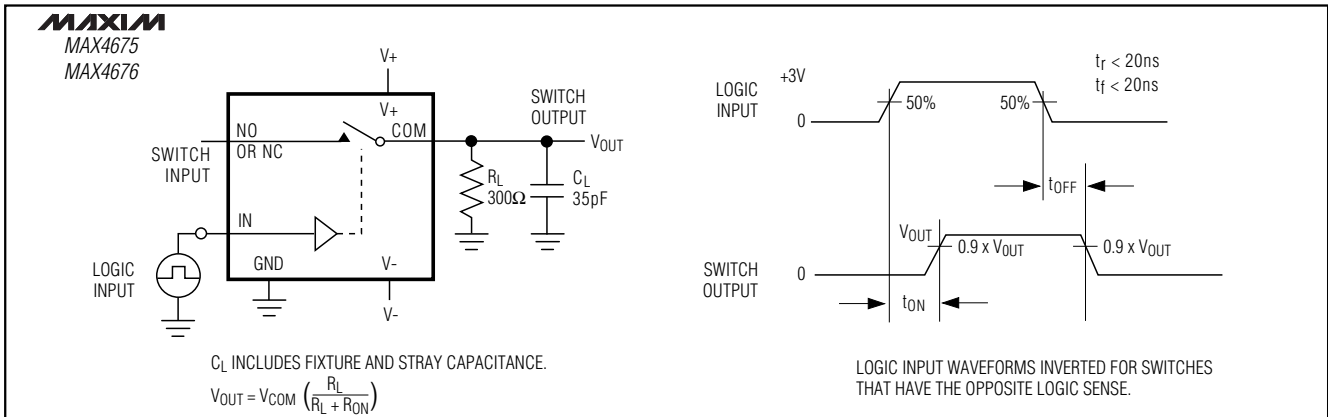 MAXIM
MAX4675
MAX4676
V+
V+
NO
OR NC
COM
SWITCH
INPUT
SWITCH
OUTPUT
VOUT
RL
300Ω
CL
35pF
IN
LOGIC
INPUT
GND
V-
V-
CL INCLUDES FIXTURE AND STRAY CAPACITANCE.
VOUT = VCOM (RL / RL + RON)
LOGIC
INPUT
+3V
0
50%
50%
tr < 20ns
tf < 20ns
tOFF
VOUT
0.9 x VOUT
0.9 x VOUT
SWITCH
OUTPUT
0
tON
LOGIC INPUT WAVEFORMS INVERTED FOR SWITCHES
THAT HAVE THE OPPOSITE LOGIC SENSE.